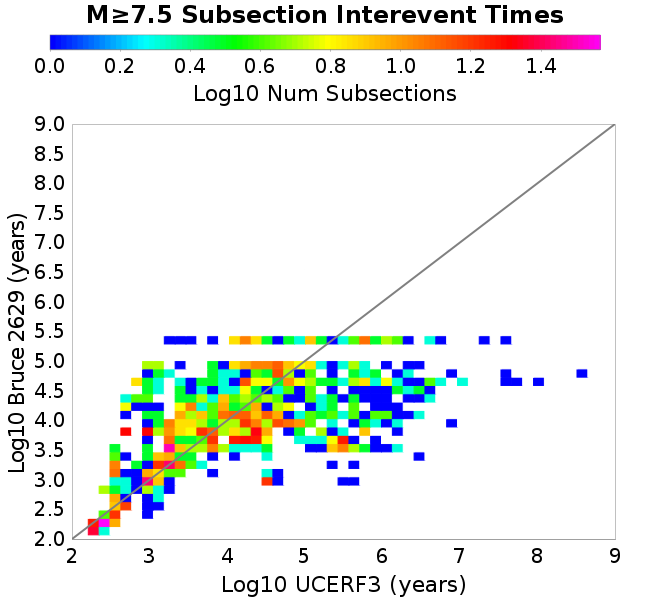 M≥7.5 Subsection Interevent Times
0.0 0.2 0.4 0.6 0.8 1.0 1.2 1.4
Log10 Num Subsections
9.0
8.5
8.0
7.5
7.0
6.5
6.0
5.5
5.0
4.5
4.0
3.5
3.0
2.5
2.0
Log10 Bruce 2629 (years)
2 3 4 5 6 7 8 9
Log10 UCERF3 (years)